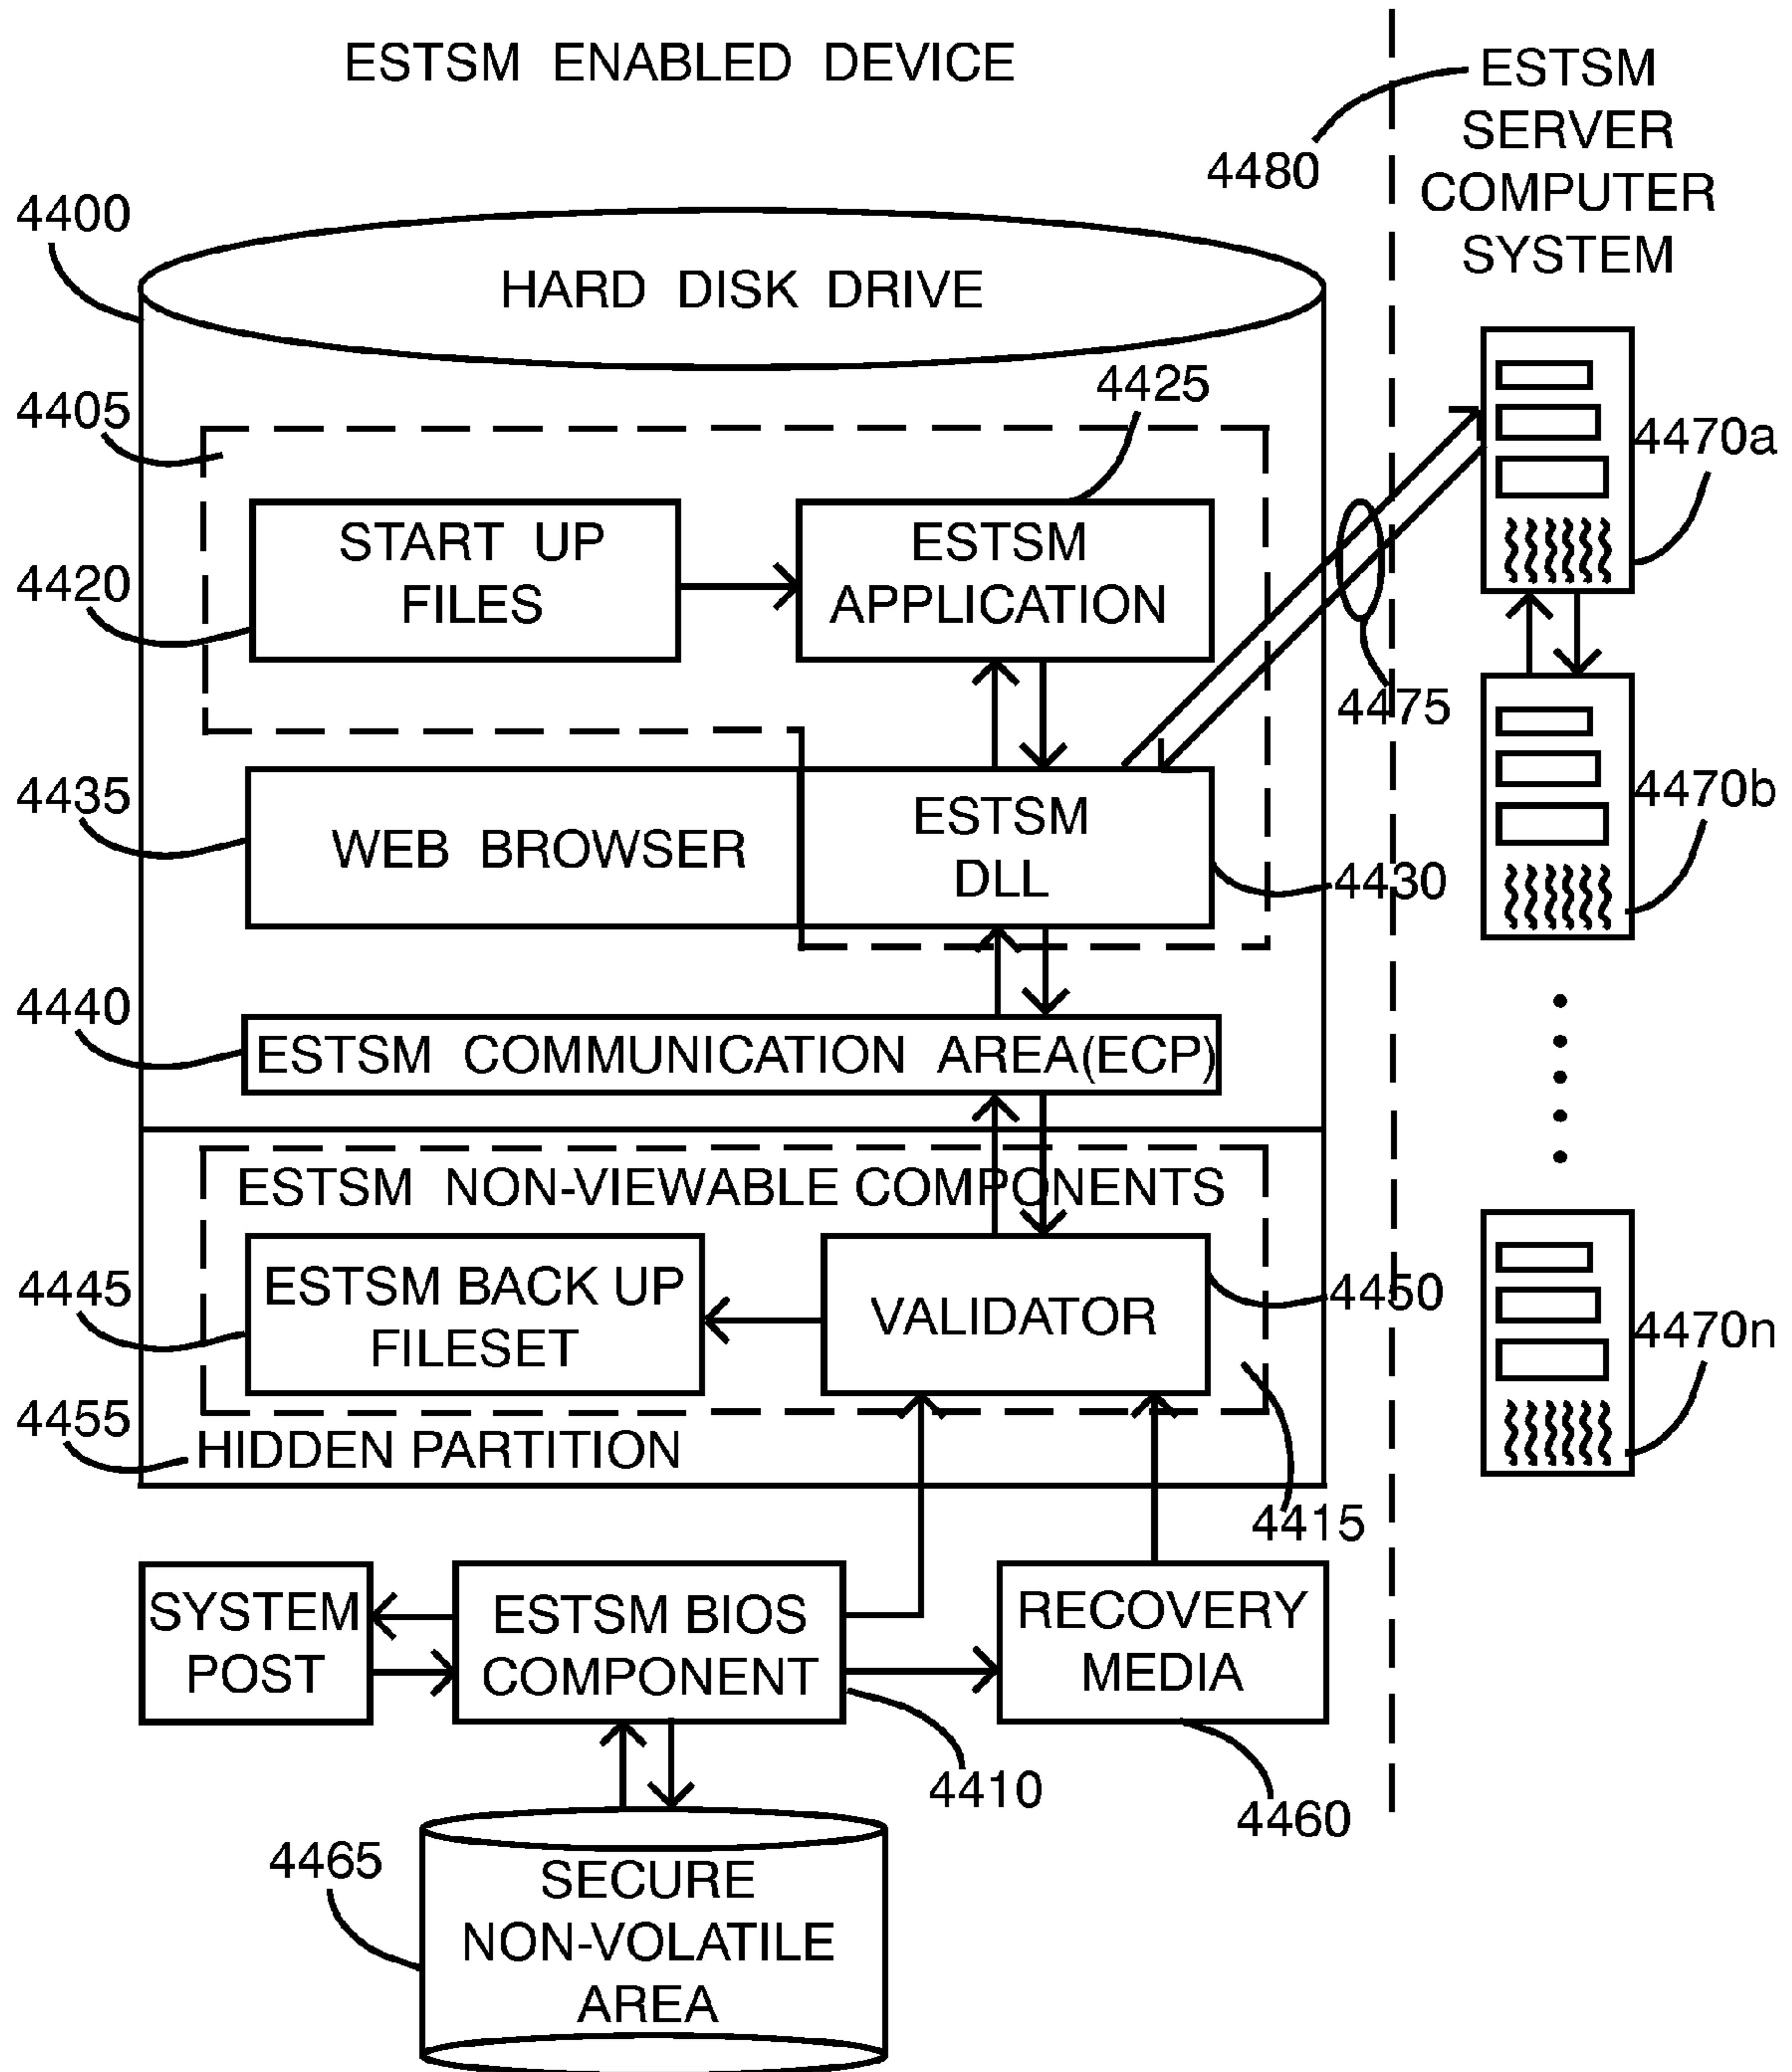 ESTSM ENABLED DEVICE
ESTSM
SERVER
COMPUTER
SYSTEM
4480
4400
HARD DISK DRIVE
4405
4425
4470a
START UP
FILES
ESTSM
APPLICATION
4420
4475
4470b
4435
WEB BROWSER
ESTSM
DLL
4430
4440
ESTSM COMMUNICATION AREA(ECP)
ESTSM NON-VIEWABLE COMPONENTS
4445
ESTSM BACK UP
FILESET
VALIDATOR
4450
4470n
4455
HIDDEN PARTITION
4415
SYSTEM
POST
ESTSM BIOS
COMPONENT
RECOVERY
MEDIA
4410
4460
4465
SECURE
NON-VOLATILE
AREA